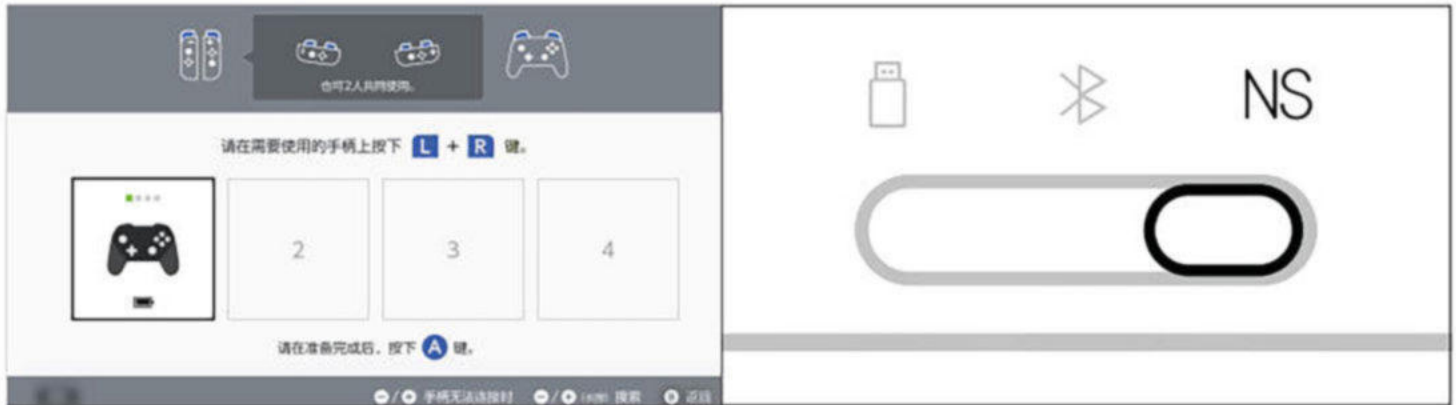 也可2人共同使用。
请在需要使用的手柄上按下 L + R 键。
2
3
4
请在准备完成后，按下 A 键。
⊖/⊕ 手柄无法连接时 ⊖/⊕ (长按) 搜索 返回
NS